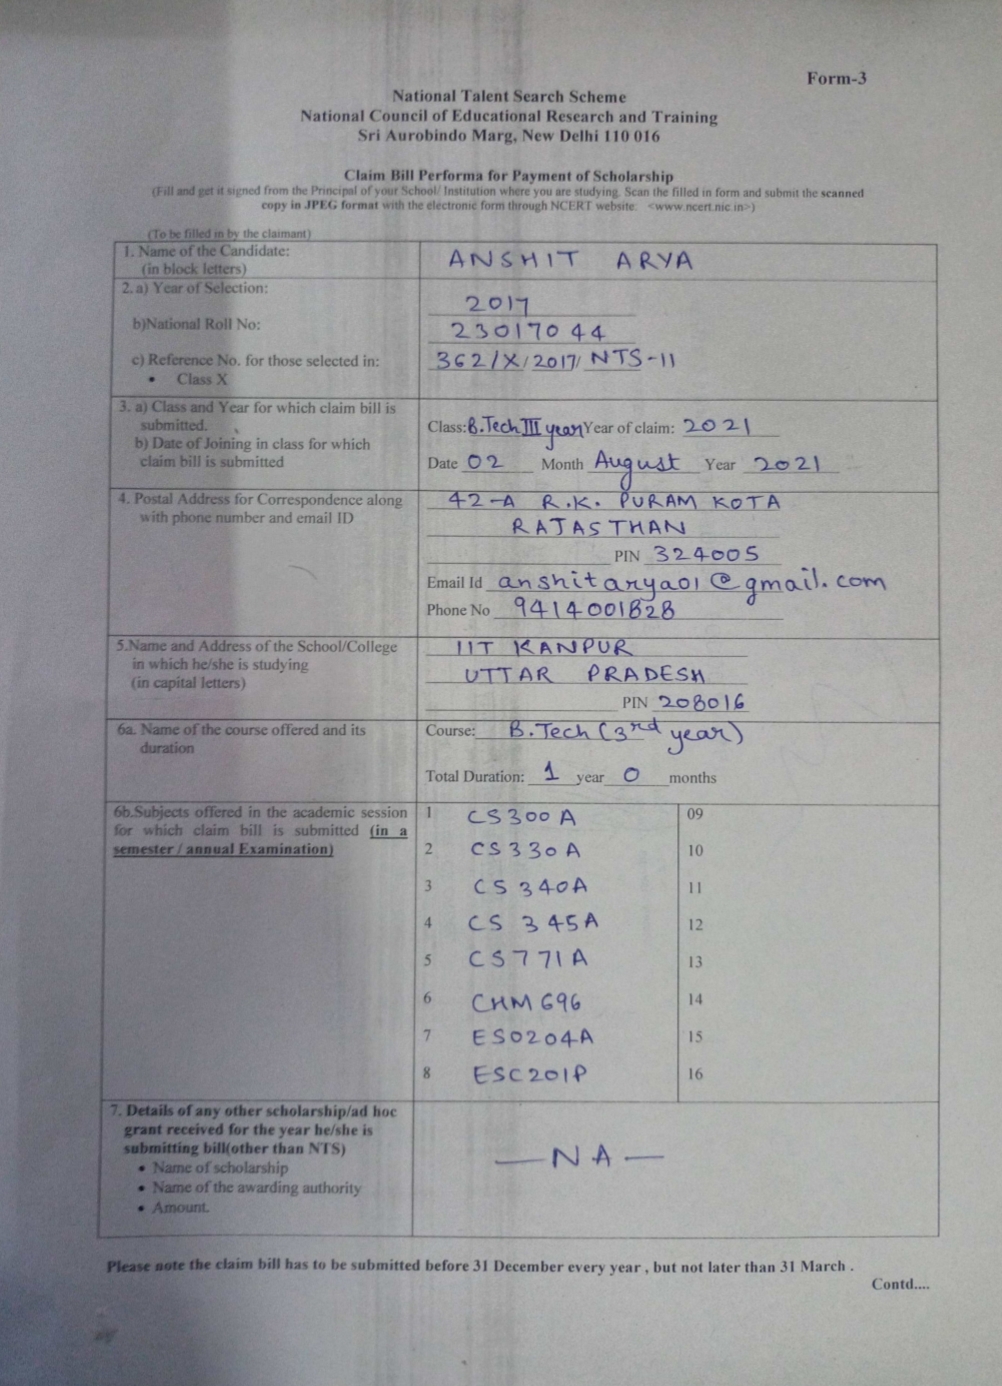 Form-3
National Talent Search Scheme
National Council of Educational Research and Training
Sri Aurobindo Marg, New Delhi 110 016
Claim Bill Performa for Payment of Scholarship
(Fill and get it signed from the Principal of your School/ Institution where you are studying. Scan the filled in form and submit the scanned
copy in JPEG format with the electronic form through NCERT website. <www.ncert.nic.in>)
(To be filled in by the claimant)
1. Name of the Candidate:
(in block letters)
ANSHIT ARYA
2. a) Year of Selection:
2017
b)National Roll No:
23017044
c) Reference No. for those selected in:
• Class X
362/X/2017/NTS-11
3. a) Class and Year for which claim bill is
submitted.
b) Date of Joining in class for which
claim bill is submitted
Class: B.Tech III year Year of claim: 2021
Date 02 Month August Year 2021
4. Postal Address for Correspondence along
with phone number and email ID
42-A R.K. PURAM KOTA
RAJASTHAN
PIN 324005
Email Id anshitarya01@gmail.com
Phone No 9414001828
5.Name and Address of the School/College
in which he/she is studying
(in capital letters)
IIT KANPUR
UTTAR PRADESH
PIN 208016
6a. Name of the course offered and its
duration
Course: B.Tech (3rd year)
Total Duration: 1 year 0 months
6b.Subjects offered in the academic session
for which claim bill is submitted (in a
semester / annual Examination)
1 CS300A 09
2 CS330A 10
3 CS340A 11
4 CS 345A 12
5 CS771A 13
6 CHM696 14
7 ESO204A 15
8 ESC201P 16
7. Details of any other scholarship/ad hoc
grant received for the year he/she is
submitting bill(other than NTS)
• Name of scholarship
• Name of the awarding authority
• Amount.
—NA—
Please note the claim bill has to be submitted before 31 December every year , but not later than 31 March .
Contd....